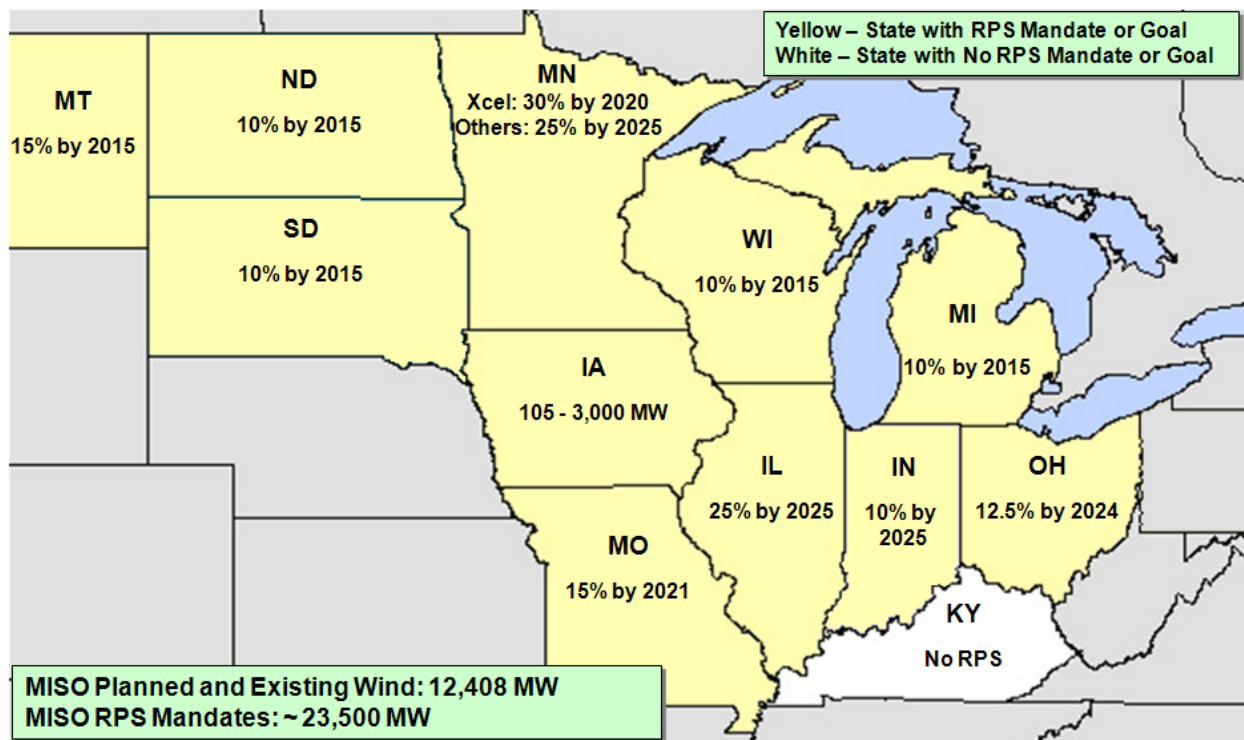 Yellow – State with RPS Mandate or Goal
White – State with No RPS Mandate or Goal
MT
15% by 2015
ND
10% by 2015
MN
Xcel: 30% by 2020
Others: 25% by 2025
SD
10% by 2015
WI
10% by 2015
MI
10% by 2015
IA
105 - 3,000 MW
IL
25% by 2025
IN
10% by
2025
OH
12.5% by 2024
MO
15% by 2021
KY
No RPS
MISO Planned and Existing Wind: 12,408 MW
MISO RPS Mandates: ~ 23,500 MW